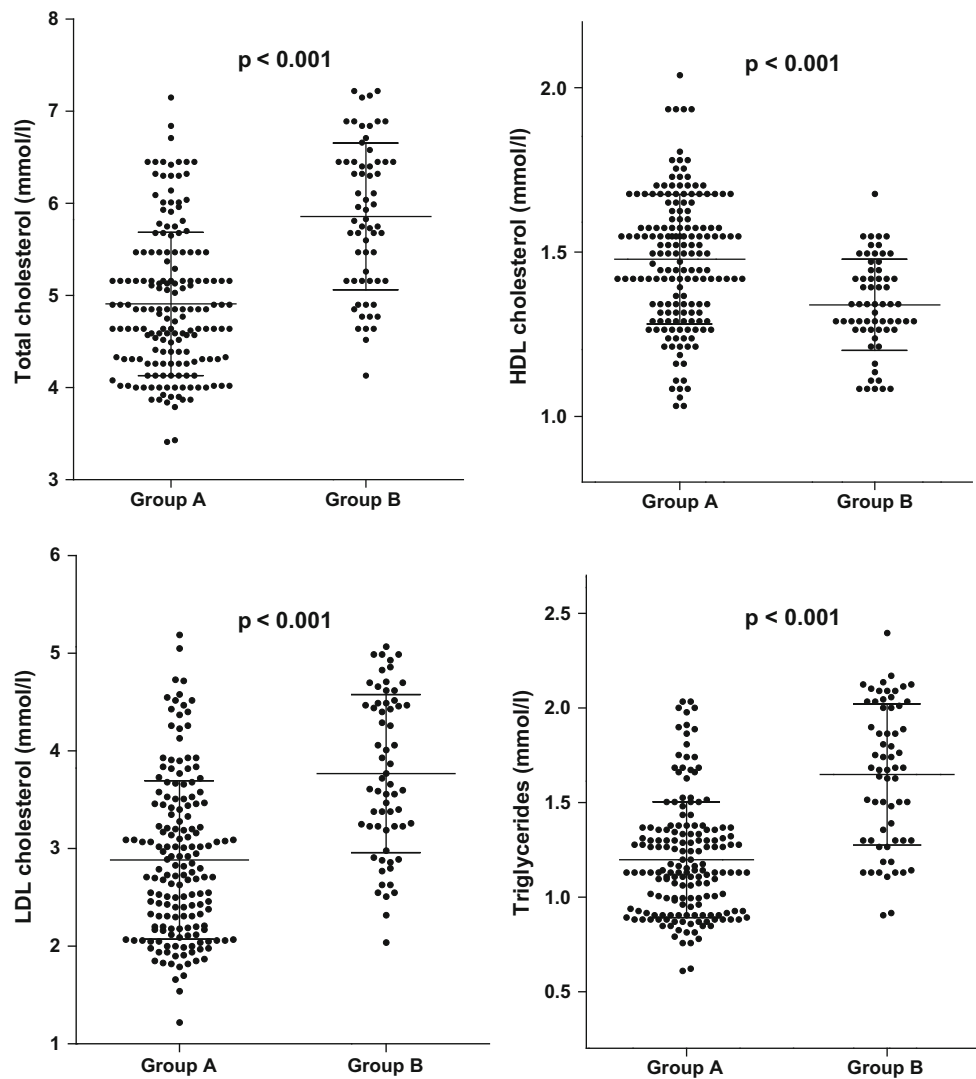 Total cholesterol (mmol/l)
8
7
6
5
4
3
p < 0.001
Group A
Group B
HDL cholesterol (mmol/l)
2.0
1.5
1.0
p < 0.001
Group A
Group B
LDL cholesterol (mmol/l)
6
5
4
3
2
1
p < 0.001
Group A
Group B
Triglycerides (mmol/l)
2.5
2.0
1.5
1.0
0.5
p < 0.001
Group A
Group B